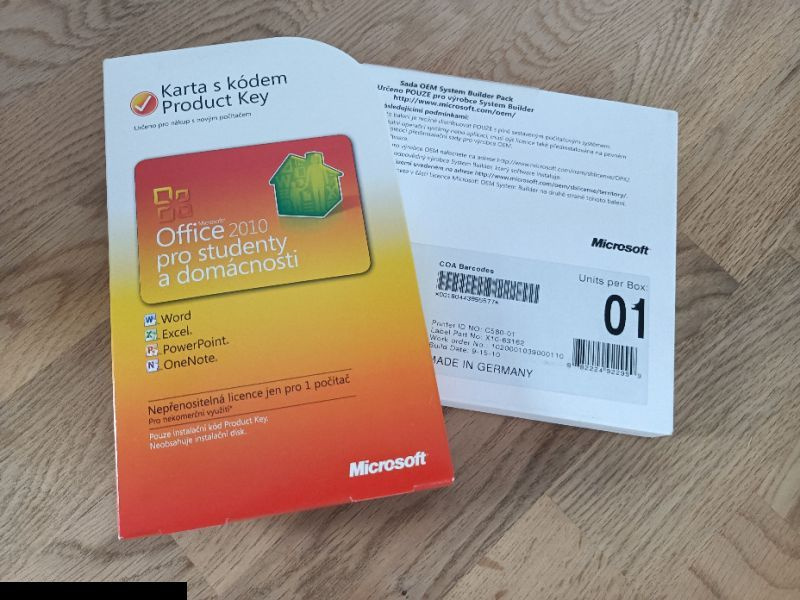 Karta s kódem
Product Key
Určeno pro nákup s novým počítačem
Microsoft®
Office 2010
pro studenty
a domácnosti
Word
Excel.
PowerPoint.
OneNote.
Nepřenositelná licence jen pro 1 počítač
Pro nekomerční využití*
Pouze instalační kód Product Key.
Neobsahuje instalační disk.
Microsoft
Sada OEM System Builder Pack
Určeno POUZE pro výrobce System Builder
http://www.microsoft.com/oem/
následujícími podmínkami:
Microsoft
COA Barcodes
Units per Box:
01
Printer ID NO: C580-01
Label Part No: X10-63162
Work order No: 1020001039000110
Build Date: 9-15-10
MADE IN GERMANY